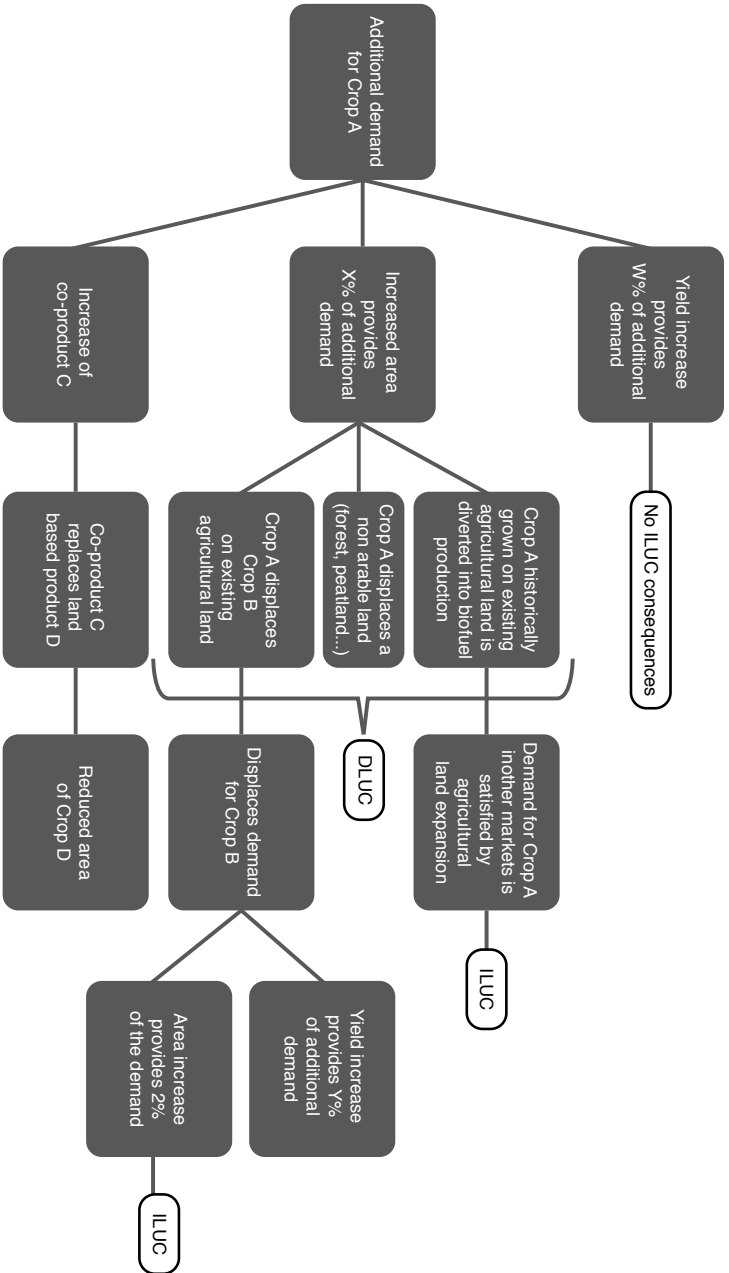 Additional demand
for Crop A
Yield increase
provides
W% of additional
demand
No ILUC consequences
Increased area
provides
X% of additional
demand
Crop A historically
grown on existing
agricultural land is
diverted into biofuel
production
Demand for Crop A
inother markets is
satisfied by
agricultural
land expansion
ILUC
Crop A displaces a
non arable land
(forest, peatland...)
DLUC
Crop A displaces
Crop B
on existing
agricultural land
Displaces demand
for Crop B
Yield increase
provides Y%
of additional
demand
Area increase
provides 2%
of the demand
ILUC
Increase of
co-product C
Co-product C
replaces land
based product D
Reduced area
of Crop D